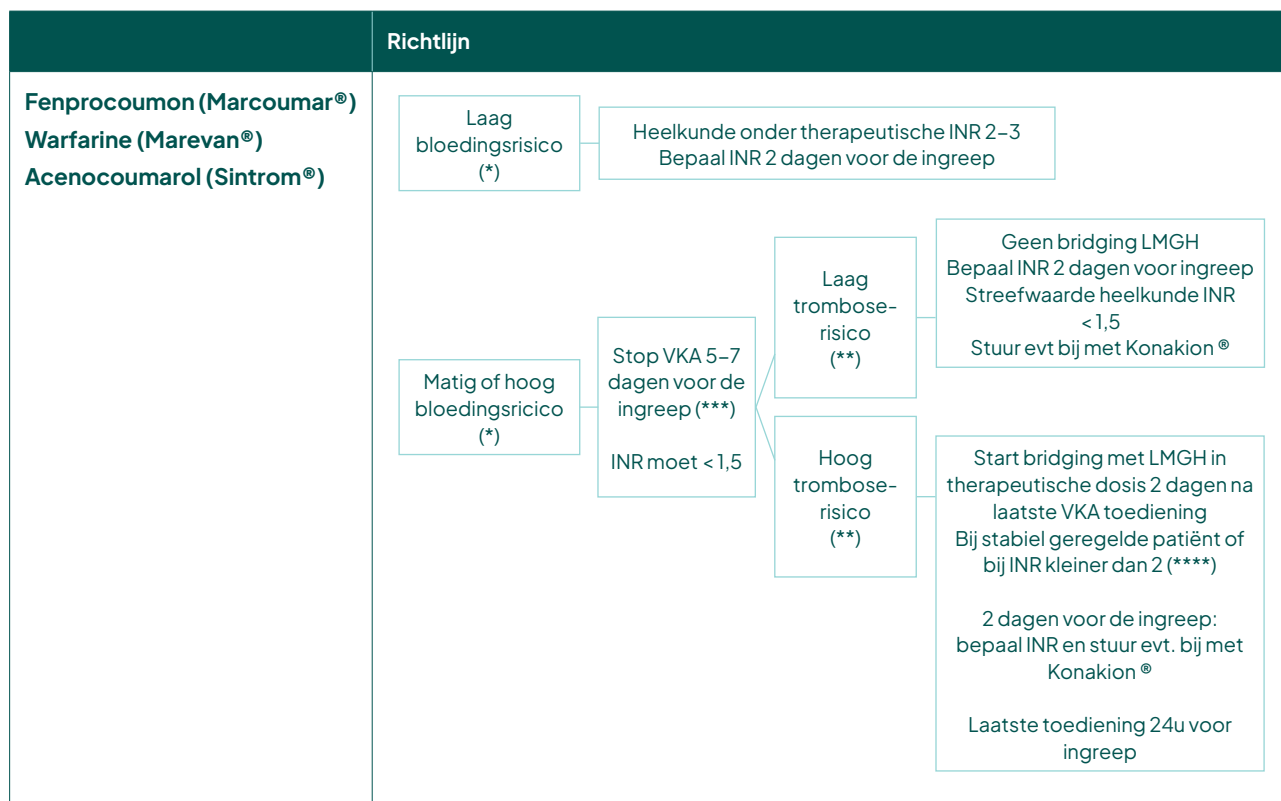 Richtlijn
Fenprocoumon (Marcoumar®)
Warfarine (Marevan®)
Acenocoumarol (Sintrom®)
Laag
bloedingsrisico
(*)
Heelkunde onder therapeutische INR 2–3
Bepaal INR 2 dagen voor de ingreep
Matig of hoog
bloedingsricico
(*)
Stop VKA 5–7
dagen voor de
ingreep (***)
INR moet < 1,5
Laag
trombose-
risico
(**)
Geen bridging LMGH
Bepaal INR 2 dagen voor ingreep
Streefwaarde heelkunde INR
< 1,5
Stuur evt bij met Konakion ®
Hoog
trombose-
risico
(**)
Start bridging met LMGH in
therapeutische dosis 2 dagen na
laatste VKA toediening
Bij stabiel geregelde patiënt of
bij INR kleiner dan 2 (****)
2 dagen voor de ingreep:
bepaal INR en stuur evt. bij met
Konakion ®
Laatste toediening 24u voor
ingreep